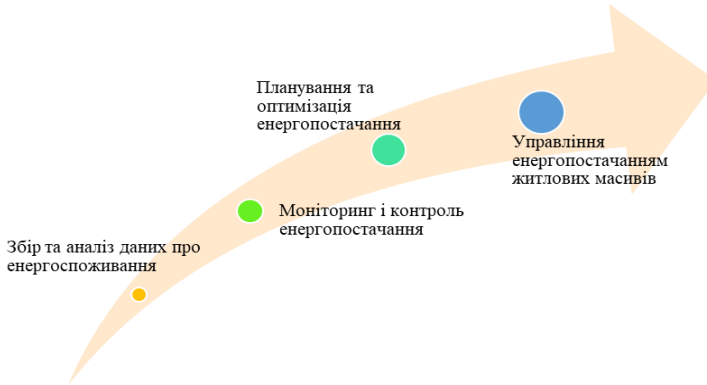 Планування та
оптимізація
енергопостачання
Управління
енергопостачанням
житлових масивів
Моніторинг і контроль
енергопостачання
Збір та аналіз даних про
енергоспоживання